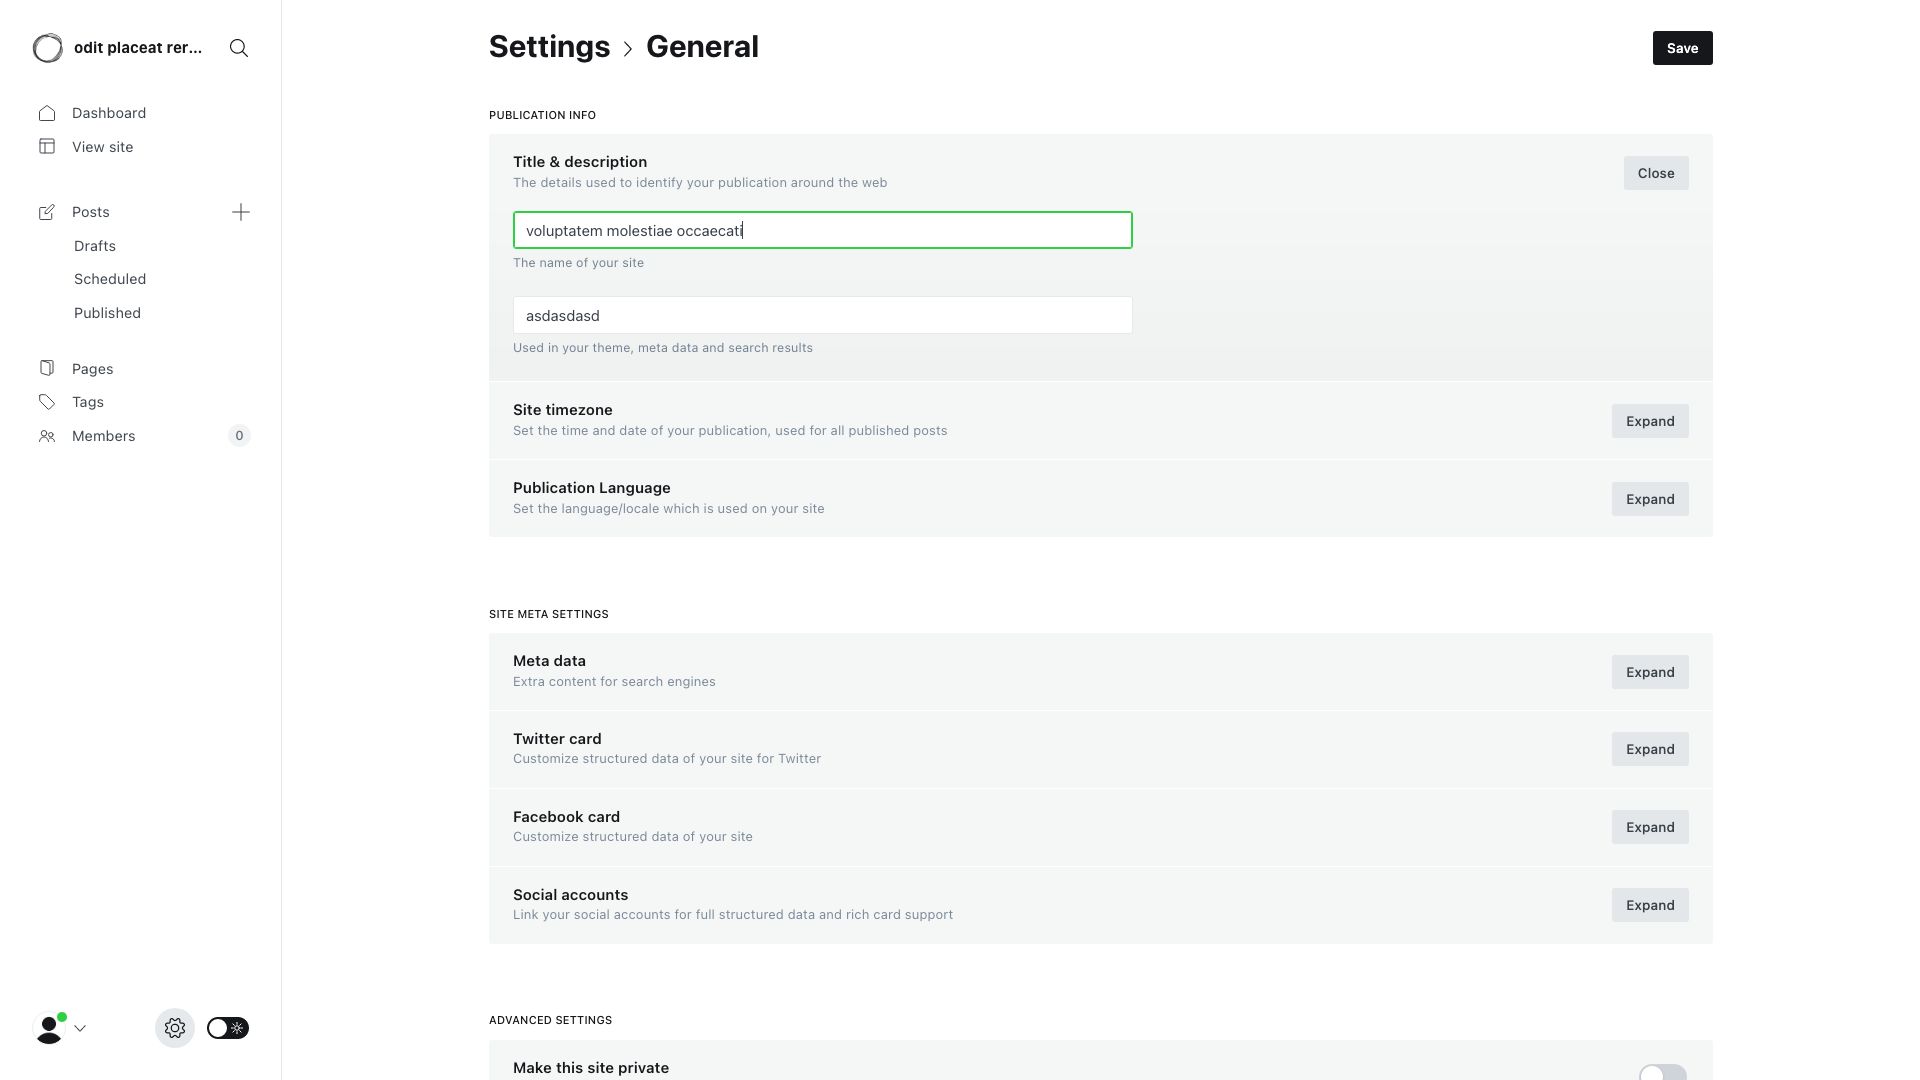 odit placeat rer...
Dashboard
View site
Posts
Drafts
Scheduled
Published
Pages
Tags
Members
0
Settings
General
Save
PUBLICATION INFO
Title & description
The details used to identify your publication around the web
Close
voluptatem molestiae occaecati
The name of your site
asdasdasd
Used in your theme, meta data and search results
Site timezone
Set the time and date of your publication, used for all published posts
Expand
Publication Language
Set the language/locale which is used on your site
Expand
SITE META SETTINGS
Meta data
Extra content for search engines
Expand
Twitter card
Customize structured data of your site for Twitter
Expand
Facebook card
Customize structured data of your site
Expand
Social accounts
Link your social accounts for full structured data and rich card support
Expand
ADVANCED SETTINGS
Make this site private